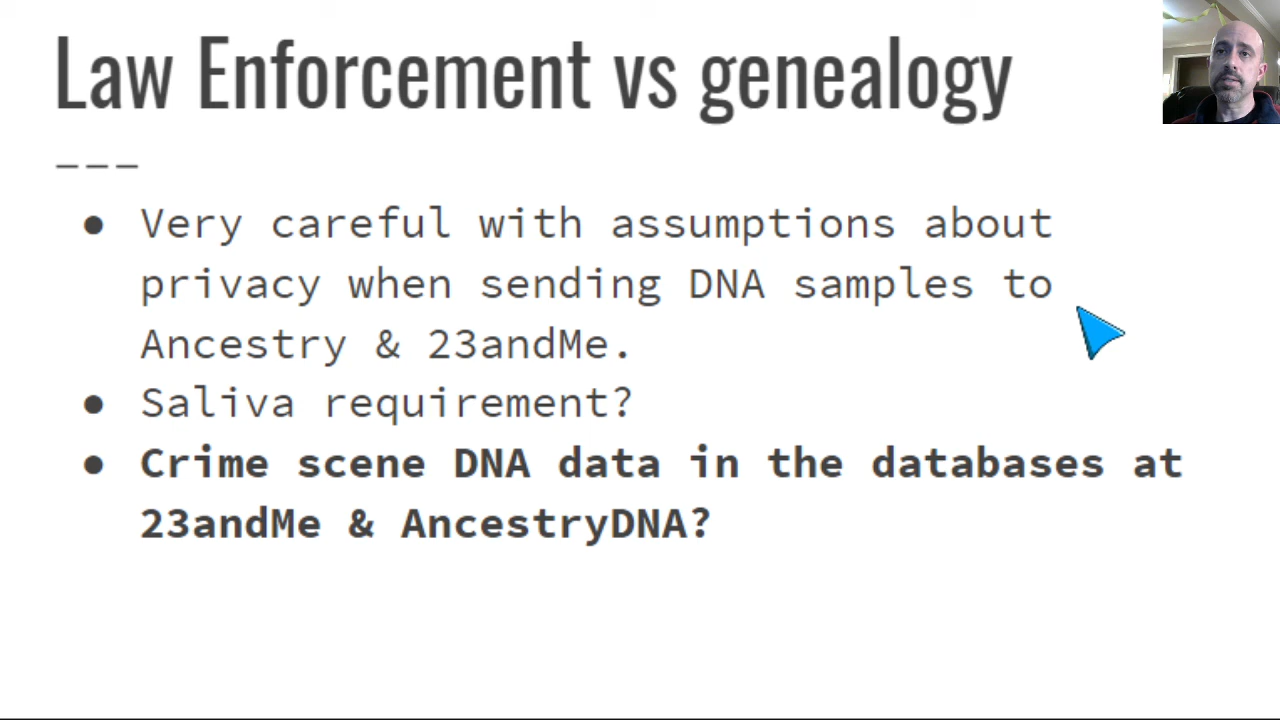 Law Enforcement vs genealogy
---
● Very careful with assumptions about
privacy when sending DNA samples to
Ancestry & 23andMe.
● Saliva requirement?
● Crime scene DNA data in the databases at
23andMe & AncestryDNA?